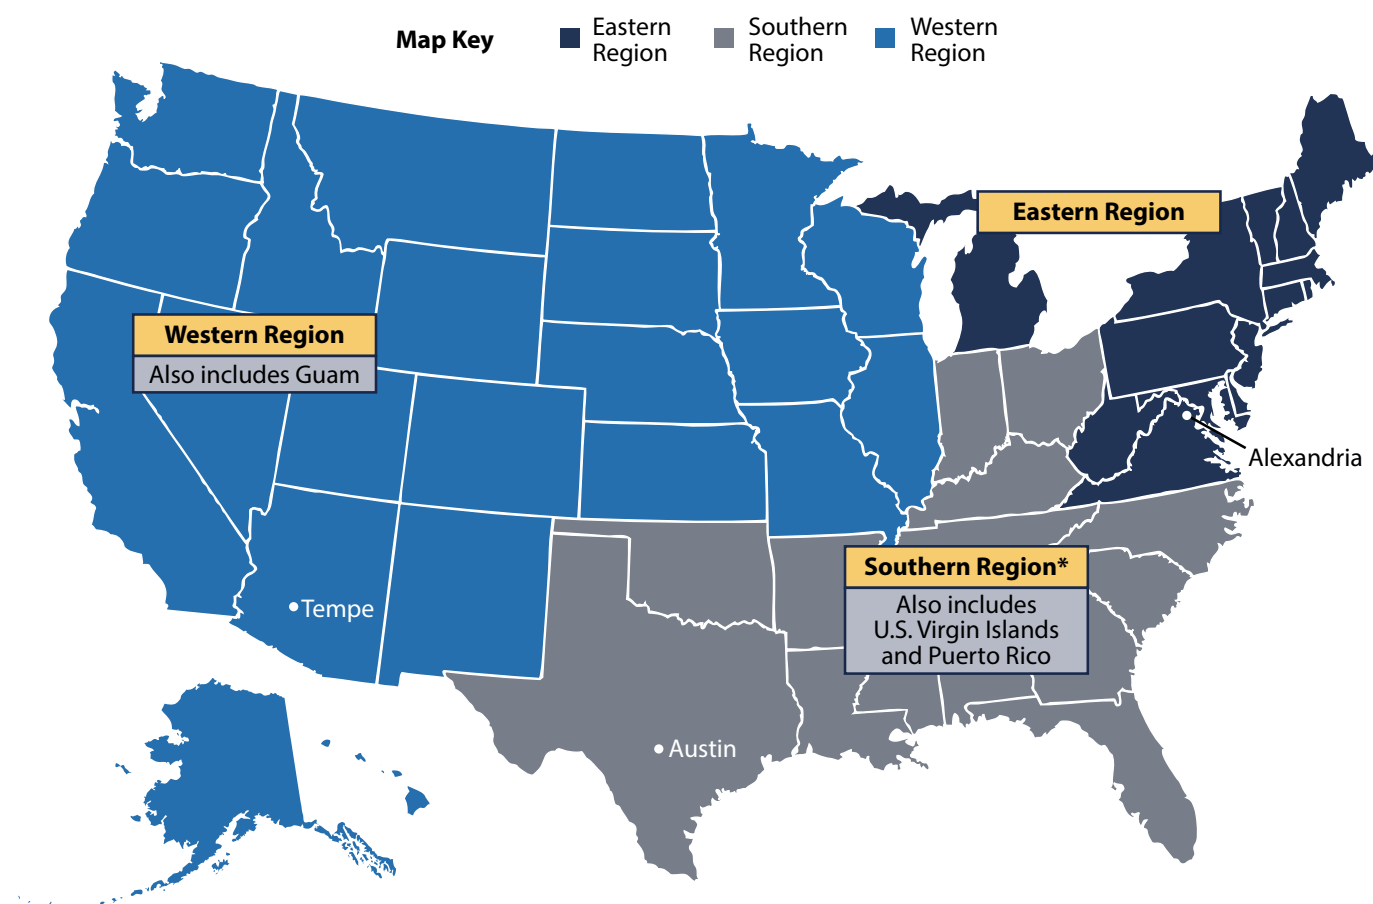 Map Key
Eastern
Region
Southern
Region
Western
Region
Eastern Region
Western Region
Also includes Guam
Alexandria
Southern Region*
Also includes
U.S. Virgin Islands
and Puerto Rico
Tempe
Austin